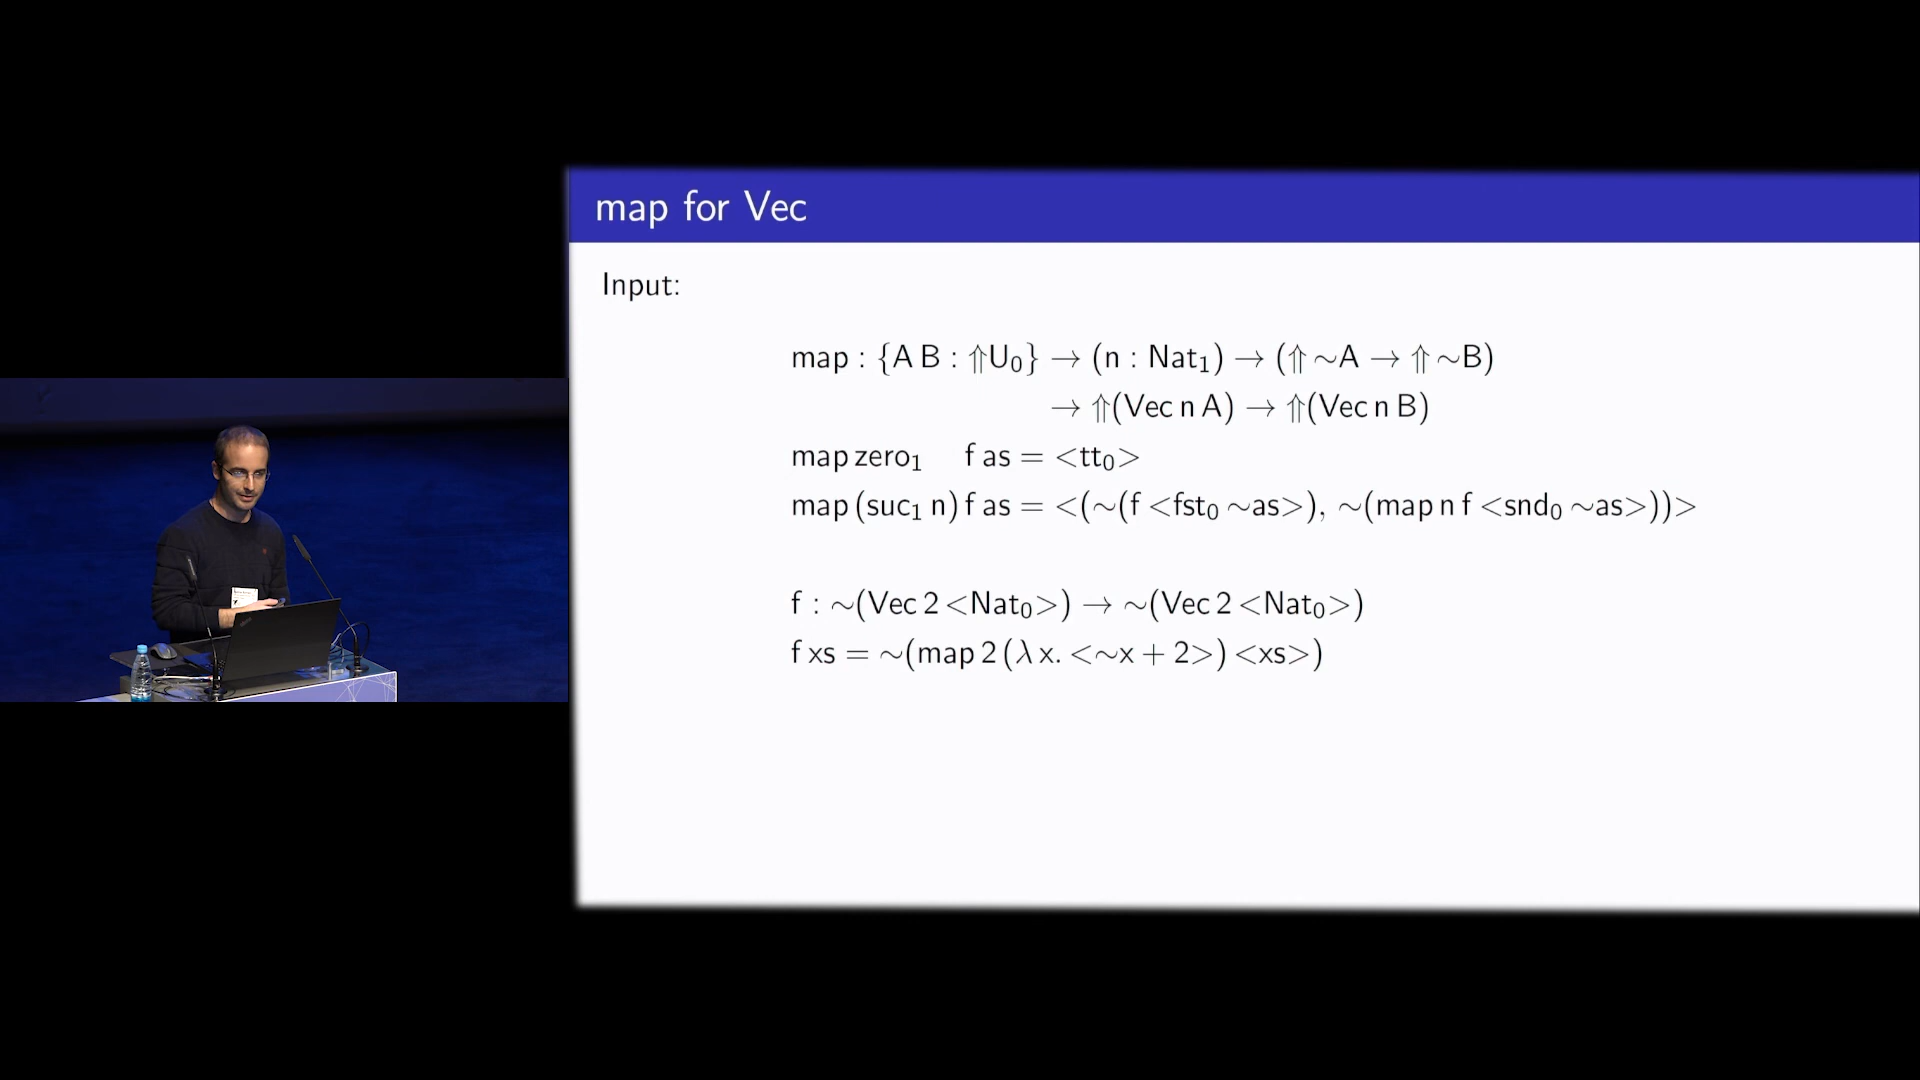 map for Vec
Input:
map : {A B : ⇑U₀} → (n : Nat₁) → (⇑∼A → ⇑∼B)
→ ⇑(Vec n A) → ⇑(Vec n B)
map zero₁ f as = <tt₀>
map (suc₁ n) f as = <(∼(f <fst₀ ∼as>), ∼(map n f <snd₀ ∼as>))>
f : ∼(Vec 2 <Nat₀>) → ∼(Vec 2 <Nat₀>)
f xs = ∼(map 2 (λ x. <∼x + 2>) <xs>)